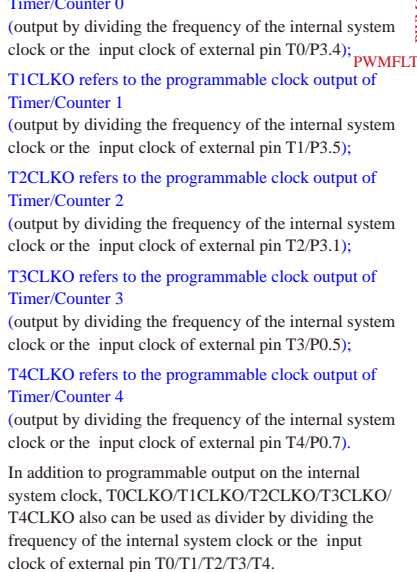 Timer/Counter 0
(output by dividing the frequency of the internal system
clock or the  input clock of external pin T0/P3.4);
PWMFLT
T1CLKO refers to the programmable clock output of
Timer/Counter 1
(output by dividing the frequency of the internal system
clock or the  input clock of external pin T1/P3.5);
T2CLKO refers to the programmable clock output of
Timer/Counter 2
(output by dividing the frequency of the internal system
clock or the  input clock of external pin T2/P3.1);
T3CLKO refers to the programmable clock output of
Timer/Counter 3
(output by dividing the frequency of the internal system
clock or the  input clock of external pin T3/P0.5);
T4CLKO refers to the programmable clock output of
Timer/Counter 4
(output by dividing the frequency of the internal system
clock or the  input clock of external pin T4/P0.7).
In addition to programmable output on the internal
system clock, T0CLKO/T1CLKO/T2CLKO/T3CLKO/
T4CLKO also can be used as divider by dividing the
frequency of the internal system clock or the  input
clock of external pin T0/T1/T2/T3/T4.